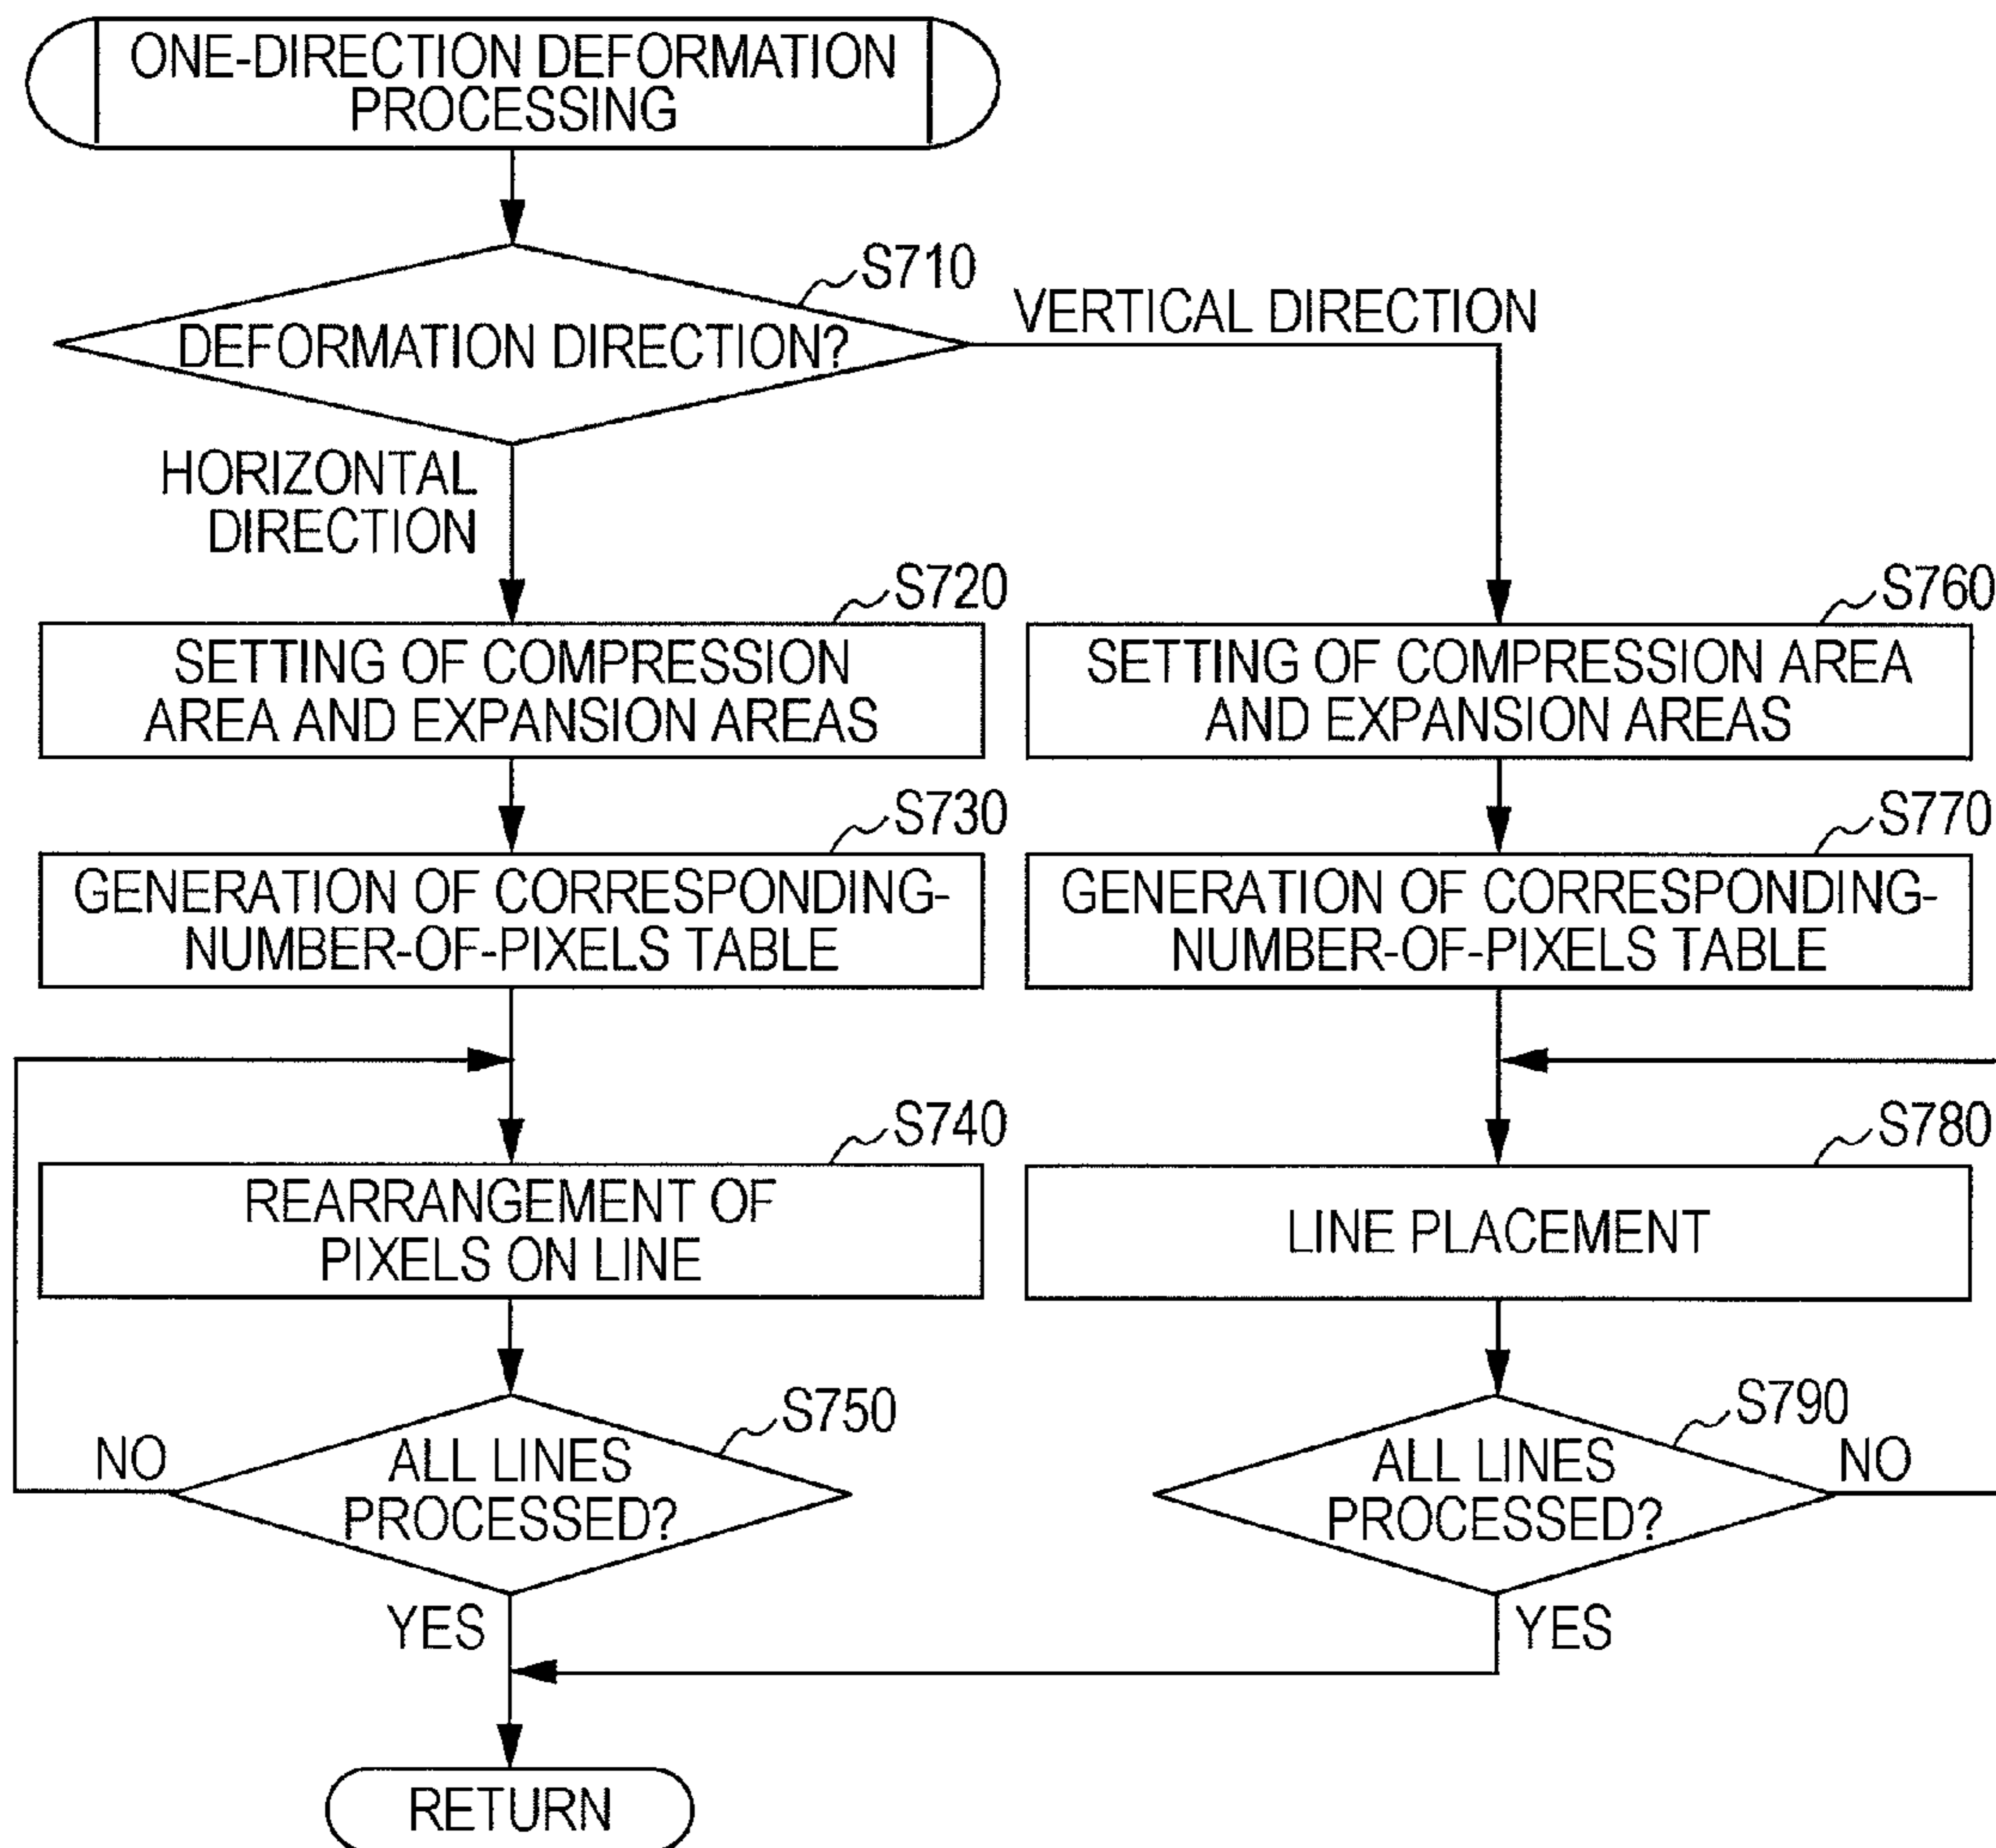 ONE-DIRECTION DEFORMATION
PROCESSING
S710
DEFORMATION DIRECTION?
VERTICAL DIRECTION
HORIZONTAL
DIRECTION
S720
SETTING OF COMPRESSION
AREA AND EXPANSION AREAS
S730
GENERATION OF CORRESPONDING-
NUMBER-OF-PIXELS TABLE
S740
REARRANGEMENT OF
PIXELS ON LINE
S750
ALL LINES
PROCESSED?
NO
YES
S760
SETTING OF COMPRESSION AREA
AND EXPANSION AREAS
S770
GENERATION OF CORRESPONDING-
NUMBER-OF-PIXELS TABLE
S780
LINE PLACEMENT
S790
ALL LINES
PROCESSED?
NO
YES
RETURN